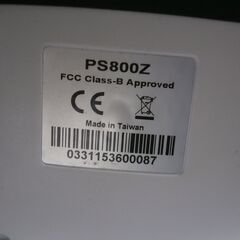 PS800Z
FCC Class-B Approved
CE
Made in Taiwan
0331153600087